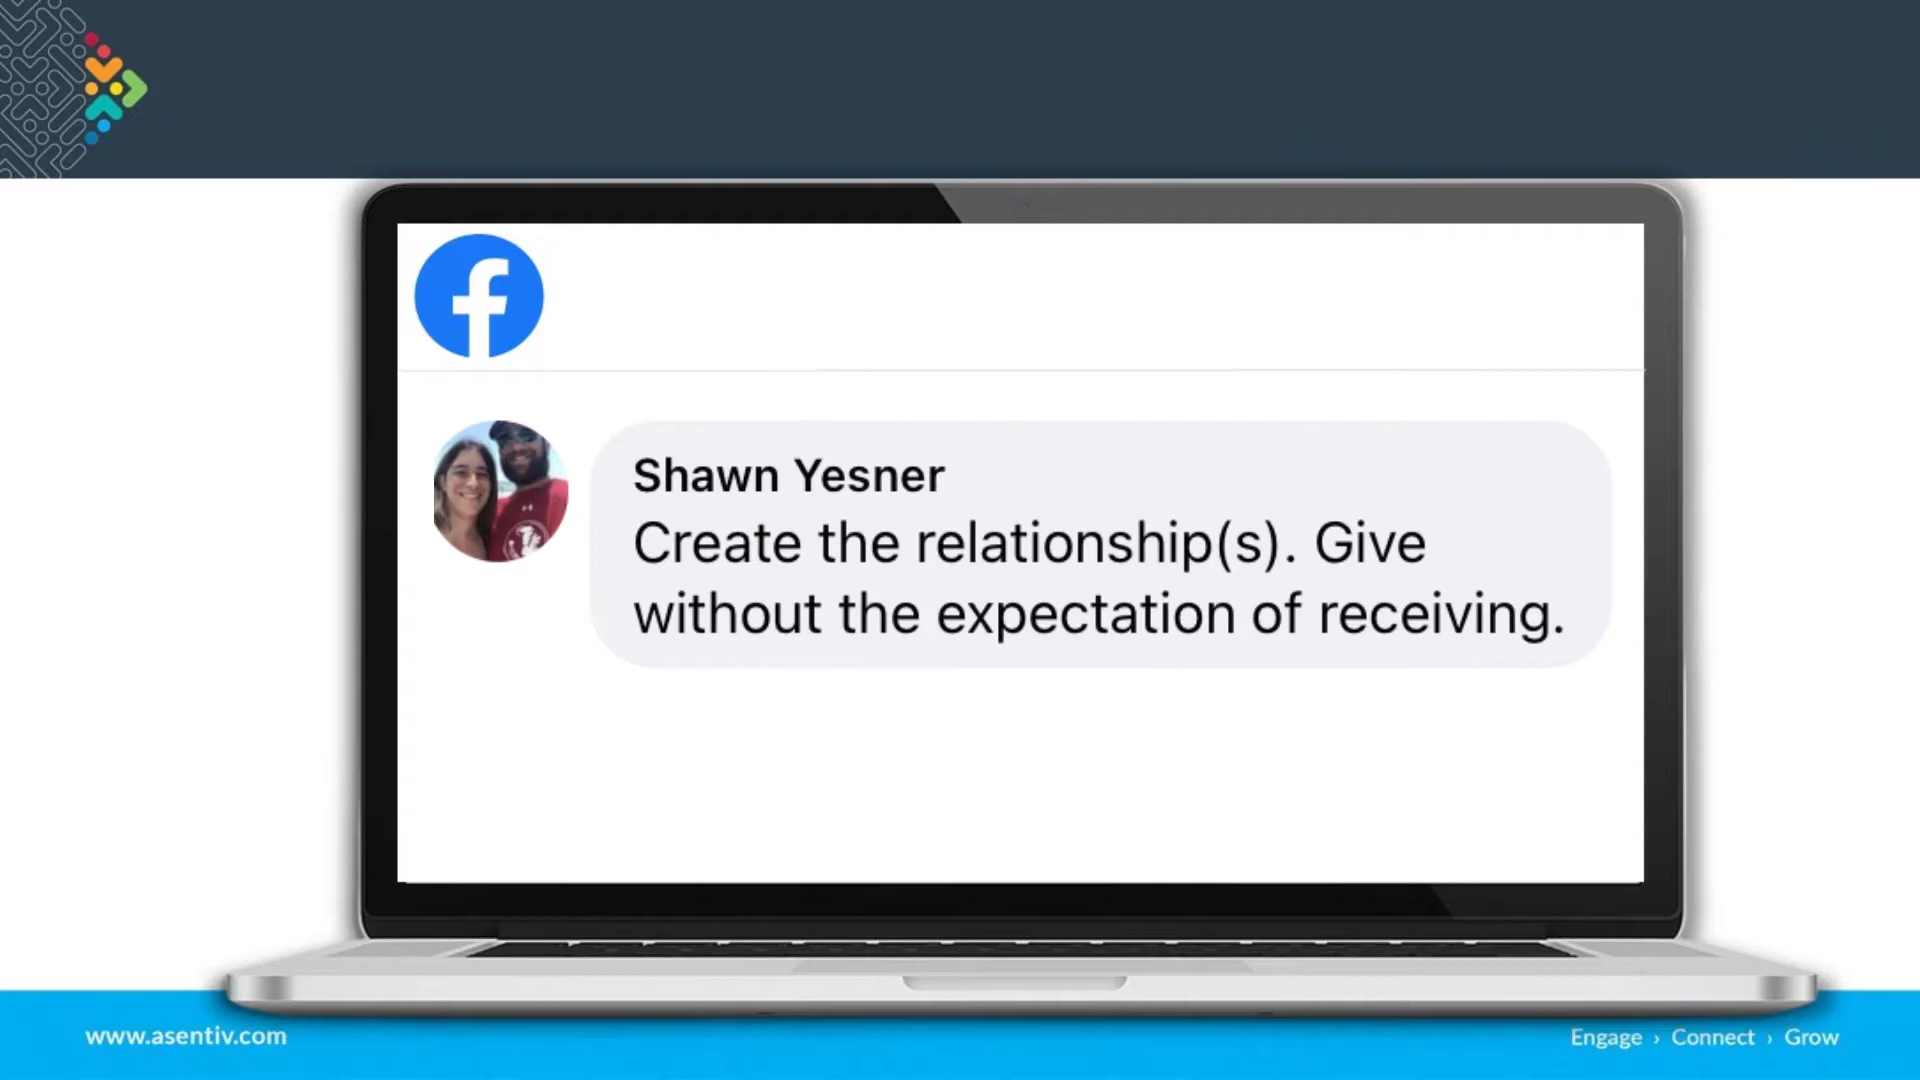 Shawn Yesner
Create the relationship(s). Give
without the expectation of receiving.
www.asentiv.com
Engage › Connect › Grow